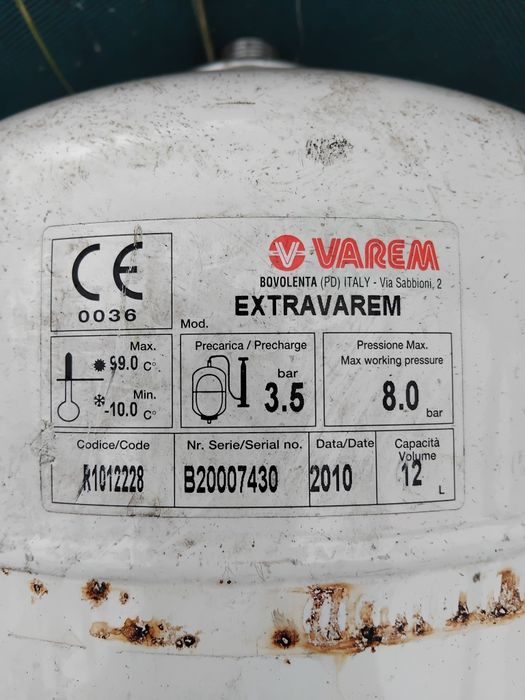 CE
0036
VAREM
BOVOLENTA (PD) ITALY - Via Sabbioni, 2
Mod. EXTRAVAREM
Max.
99.0 C°
Min.
-10.0 C°
Precarica / Precharge
bar
3.5
Pressione Max.
Max working pressure
8.0 bar
Codice/Code
R1012228
Nr. Serie/Serial no.
B20007430
Data/Date
2010
Capacità
Volume
12 L